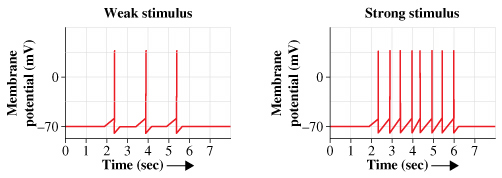 Weak stimulus
Membrane
potential (mV)
0
–70
0 1 2 3 4 5 6 7
Time (sec)
Strong stimulus
Membrane
potential (mV)
0
–70
0 1 2 3 4 5 6 7
Time (sec)